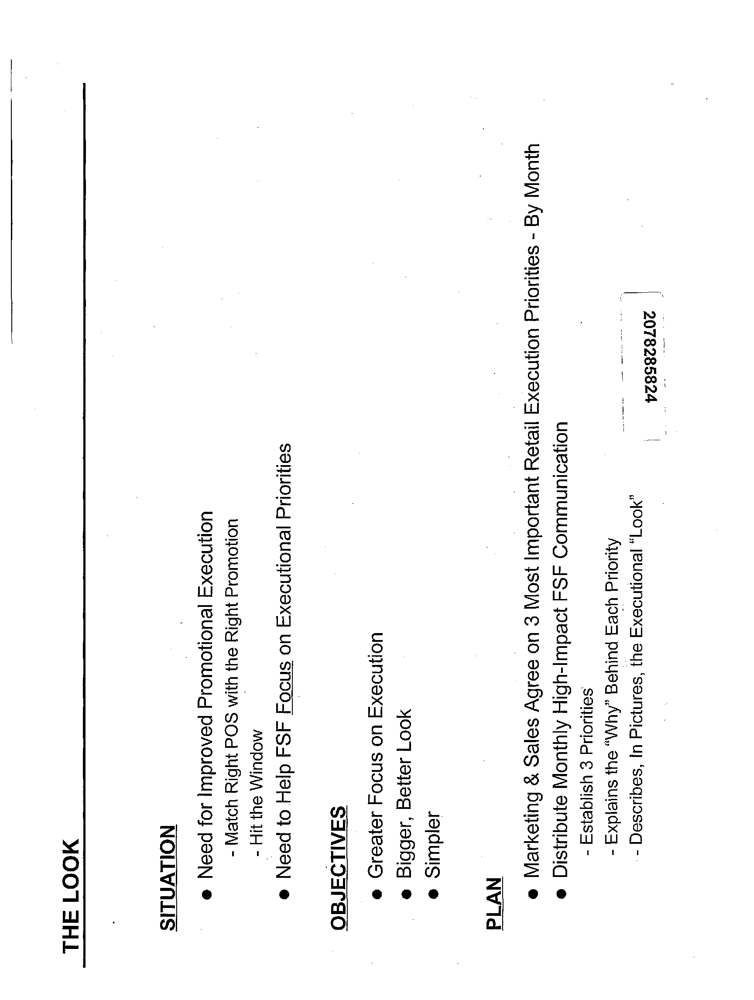 THE LOOK
SITUATION
● Need for Improved Promotional Execution
- Match Right POS with the Right Promotion
- Hit the Window
● Need to Help FSF Focus on Executional Priorities
OBJECTIVES
● Greater Focus on Execution
● Bigger, Better Look
● Simpler
PLAN
● Marketing & Sales Agree on 3 Most Important Retail Execution Priorities - By Month
● Distribute Monthly High-Impact FSF Communication
- Establish 3 Priorities
- Explains the “Why” Behind Each Priority
- Describes, In Pictures, the Executional “Look”
2078285824